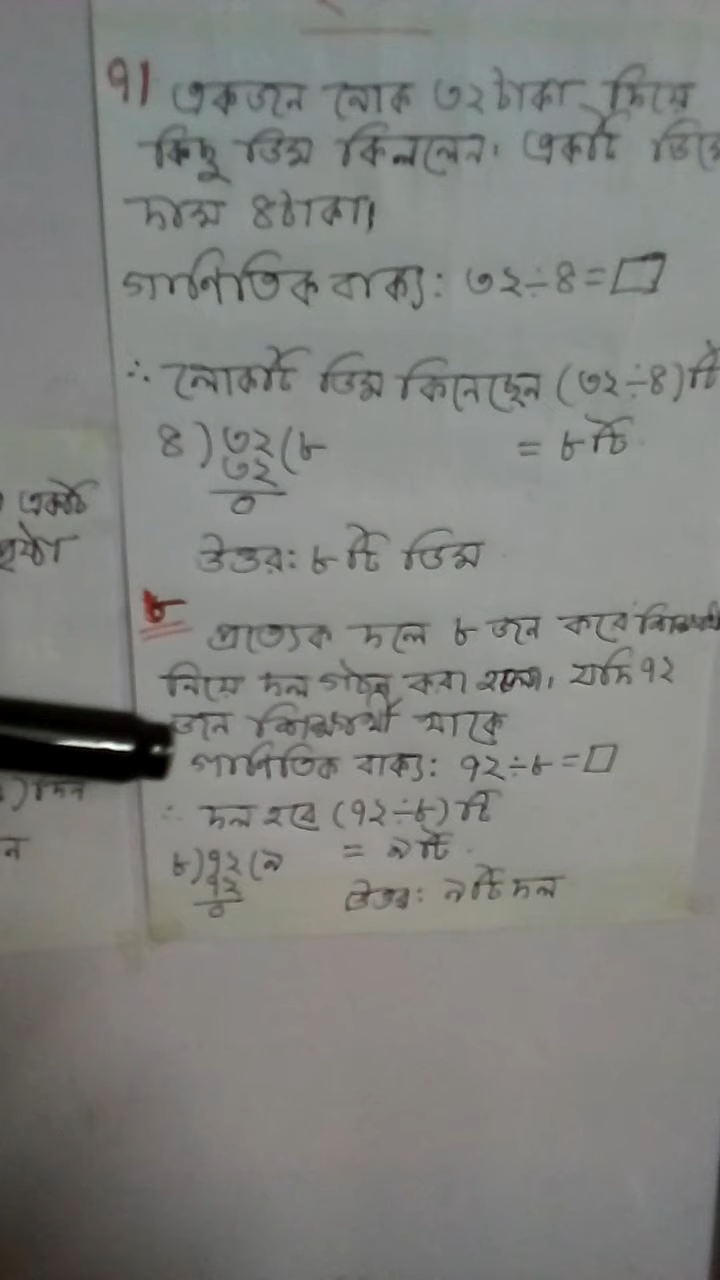 ৭। একজন লোক ৩২টাকা দিয়ে
কিছু ডিম কিনলেন। একটি ডিমে
দাম ৪টাকা।
গাণিতিক বাক্য: ৩২÷৪=□
∴ লোকটি ডিম কিনেছেন (৩২÷৪)টি
৪)৩২(৮ = ৮টি
৩২
০
উত্তর: ৮টি ডিম
৮
প্রত্যেক দলে ৮ জন করে শিক্ষার্থী
নিয়ে দল গঠন করা হলো। যদি ৭২
জন শিক্ষার্থী থাকে
গাণিতিক বাক্য: ৭২÷৮=□
∴ দল হবে (৭২÷৮)টি
৮)৭২(৯ = ৯টি
৭২
০ উত্তর: ৯টি দল
একটি